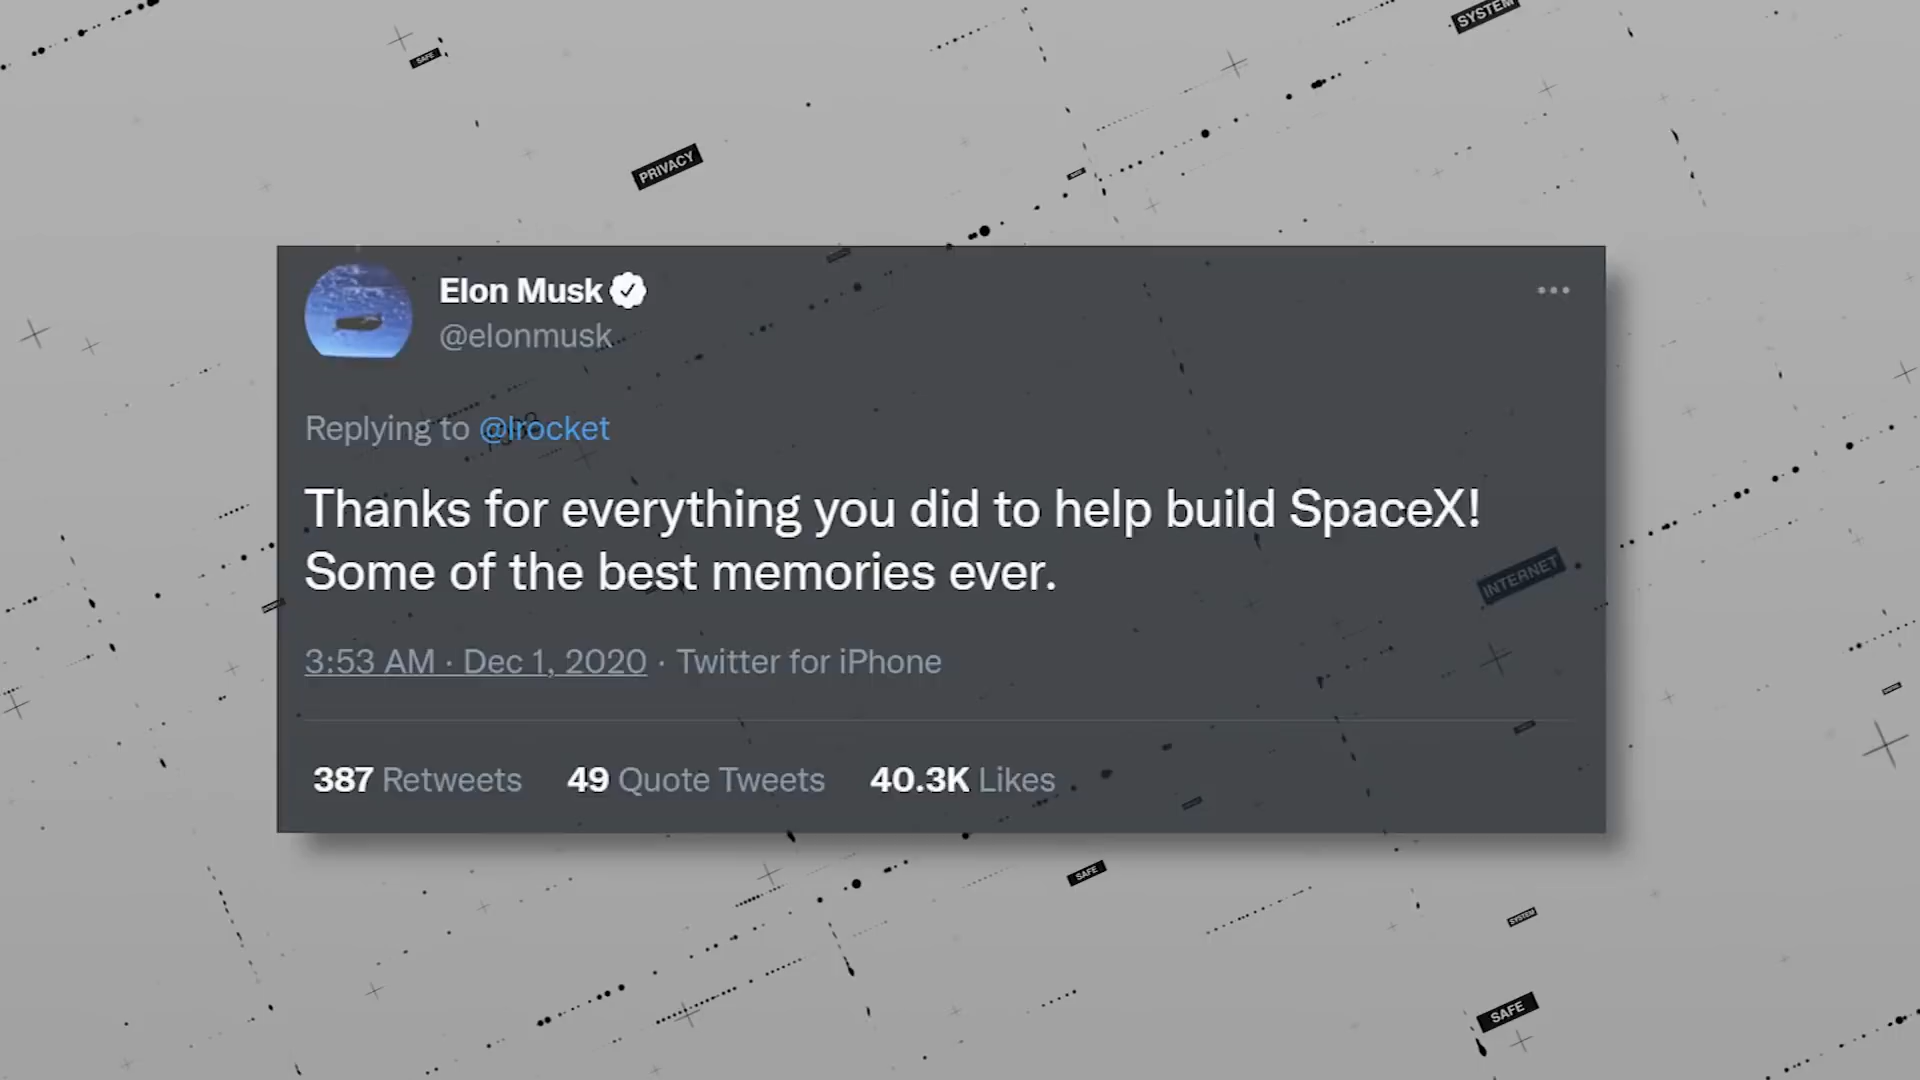 SYSTEM
SAFE
PRIVACY
Elon Musk
@elonmusk
Replying to @lrocket
Thanks for everything you did to help build SpaceX!
Some of the best memories ever.
INTERNET
3:53 AM · Dec 1, 2020 · Twitter for iPhone
387 Retweets 49 Quote Tweets 40.3K Likes
SAFE
SYSTEM
SAFE